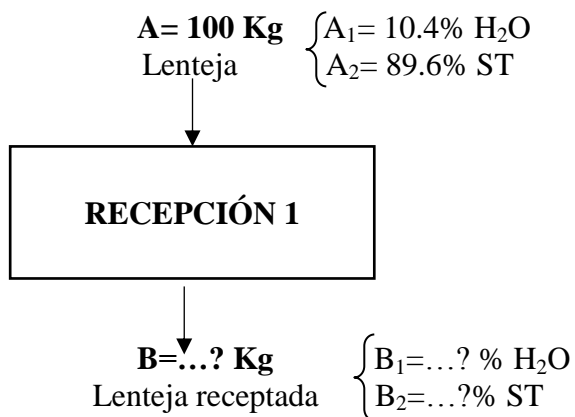 A= 100 Kg
Lenteja
A₁= 10.4% H₂O
A₂= 89.6% ST
RECEPCIÓN 1
B=…? Kg
Lenteja receptada
B₁=…? % H₂O
B₂=…?% ST